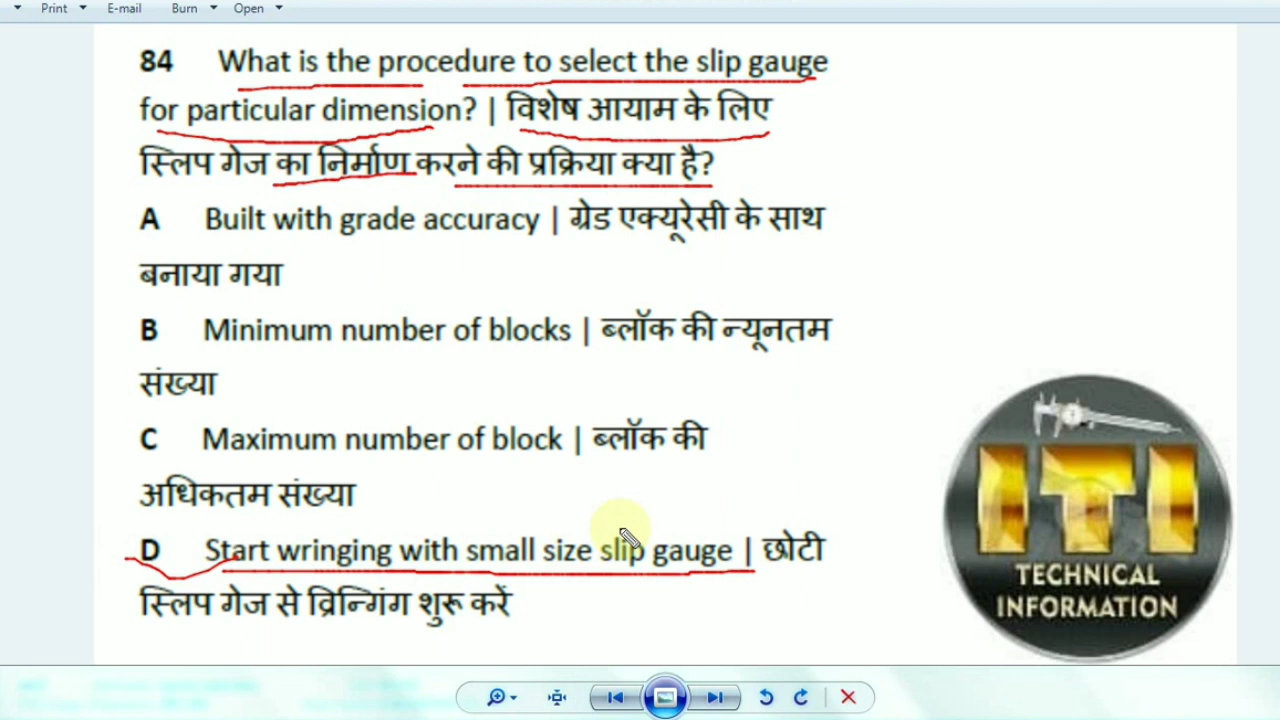 Print E-mail Burn Open
84 What is the procedure to select the slip gauge
for particular dimension? | विशेष आयाम के लिए
स्लिप गेज का निर्माण करने की प्रक्रिया क्या है?
A Built with grade accuracy | ग्रेड एक्यूरेसी के साथ
बनाया गया
B Minimum number of blocks | ब्लॉक की न्यूनतम
संख्या
C Maximum number of block | ब्लॉक की
अधिकतम संख्या
D Start wringing with small size slip gauge | छोटी
स्लिप गेज से व्रिन्गिंग शुरू करें
ITI
TECHNICAL
INFORMATION